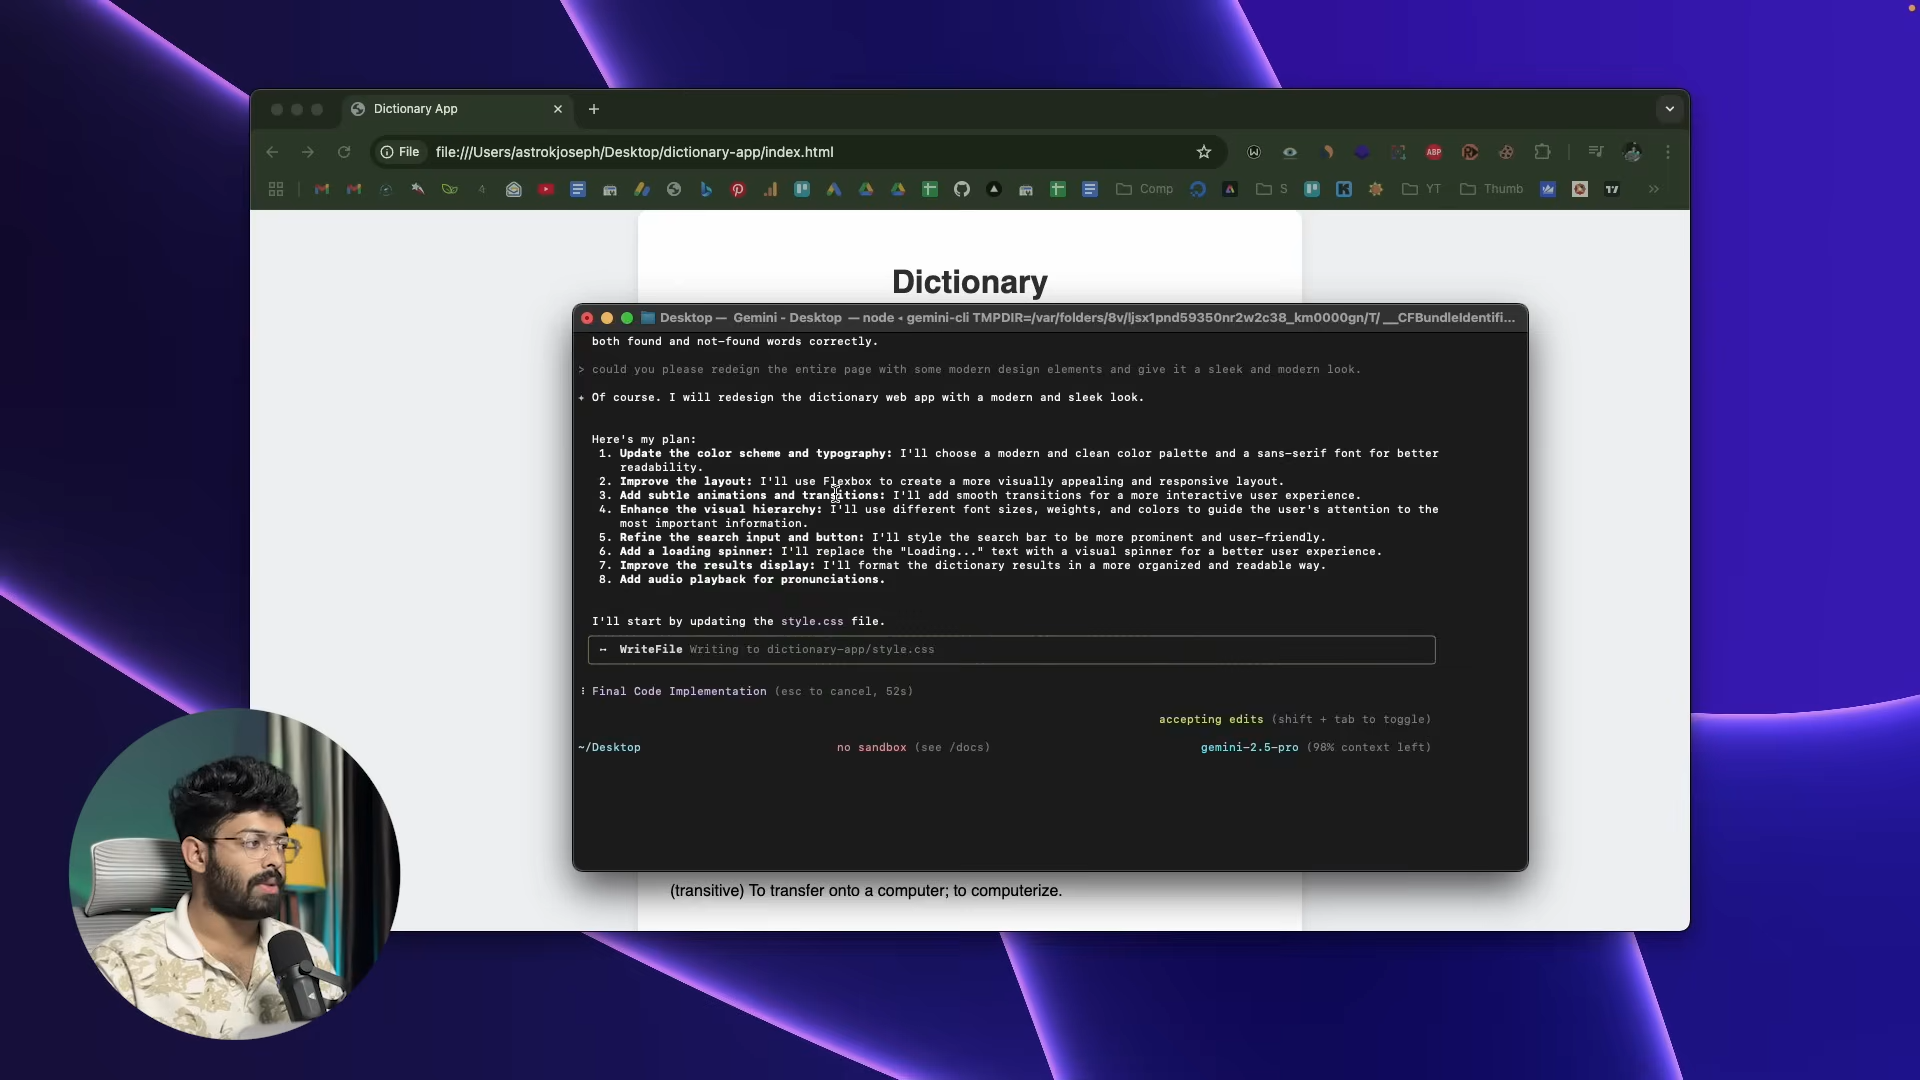 Dictionary App
File
file:///Users/astrokjoseph/Desktop/dictionary-app/index.html
ABP
Comp
S
YT
Thumb
Dictionary
Desktop — Gemini - Desktop — node ◂ gemini-cli TMPDIR=/var/folders/8v/ljsx1pnd59350nr2w2c38_km0000gn/T/ __CFBundleIdentifi...
both found and not-found words correctly.
> could you please redeign the entire page with some modern design elements and give it a sleek and modern look.
✦ Of course. I will redesign the dictionary web app with a modern and sleek look.
Here's my plan:
1. Update the color scheme and typography: I'll choose a modern and clean color palette and a sans-serif font for better
readability.
2. Improve the layout: I'll use Flexbox to create a more visually appealing and responsive layout.
3. Add subtle animations and transitions: I'll add smooth transitions for a more interactive user experience.
4. Enhance the visual hierarchy: I'll use different font sizes, weights, and colors to guide the user's attention to the
most important information.
5. Refine the search input and button: I'll style the search bar to be more prominent and user-friendly.
6. Add a loading spinner: I'll replace the "Loading..." text with a visual spinner for a better user experience.
7. Improve the results display: I'll format the dictionary results in a more organized and readable way.
8. Add audio playback for pronunciations.
I'll start by updating the style.css file.
WriteFile Writing to dictionary-app/style.css
Final Code Implementation (esc to cancel, 52s)
accepting edits (shift + tab to toggle)
~/Desktop no sandbox (see /docs) gemini-2.5-pro (98% context left)
(transitive) To transfer onto a computer; to computerize.